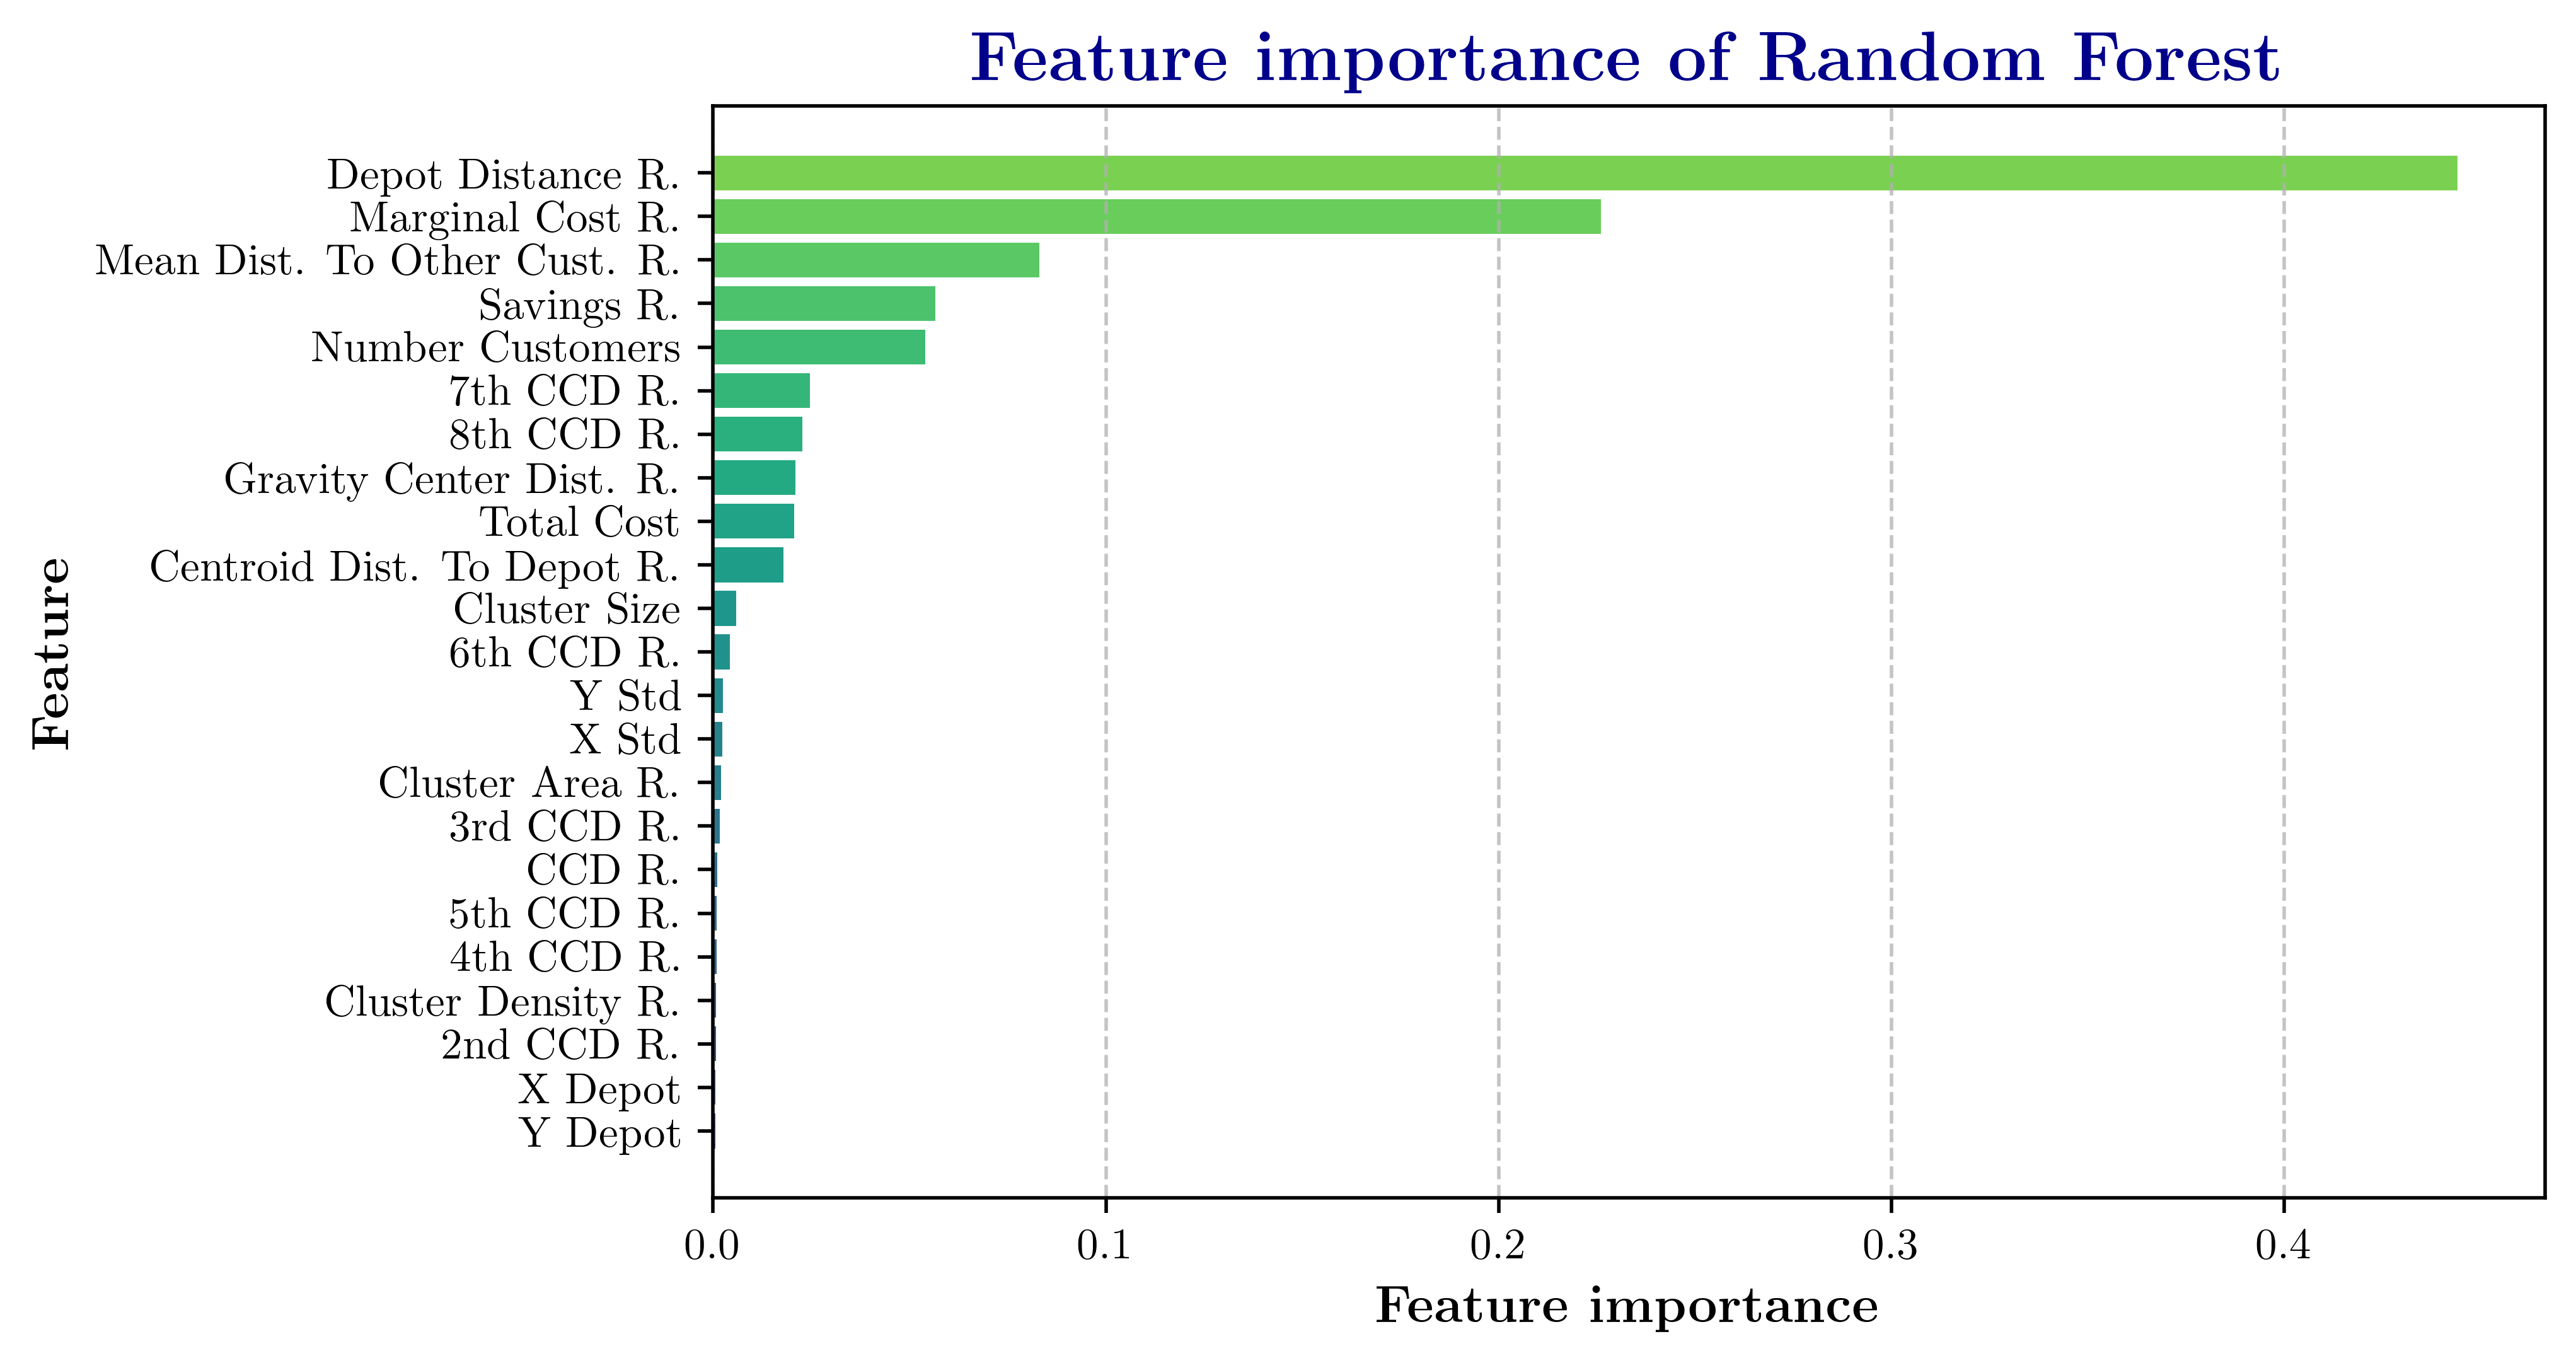 Feature importance of Random Forest
Depot Distance R.
Marginal Cost R.
Mean Dist. To Other Cust. R.
Savings R.
Number Customers
7th CCD R.
8th CCD R.
Gravity Center Dist. R.
Total Cost
Centroid Dist. To Depot R.
Cluster Size
6th CCD R.
Y Std
X Std
Cluster Area R.
3rd CCD R.
CCD R.
5th CCD R.
4th CCD R.
Cluster Density R.
2nd CCD R.
X Depot
Y Depot
Feature
0.0 0.1 0.2 0.3 0.4
Feature importance